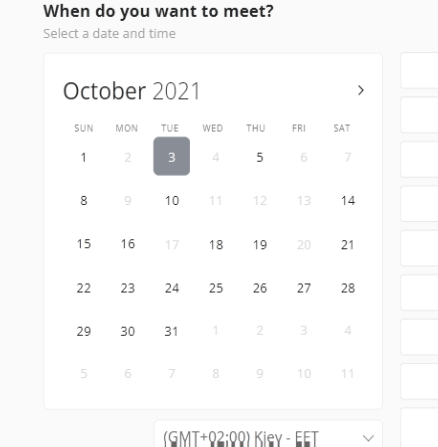 When do you want to meet?
Select a date and time
October 2021
SUN MON TUE WED THU FRI SAT
1 2 3 4 5 6 7
8 9 10 11 12 13 14
15 16 17 18 19 20 21
22 23 24 25 26 27 28
29 30 31 1 2 3 4
5 6 7 8 9 10 11
(GMT+02:00) Kiev - EET